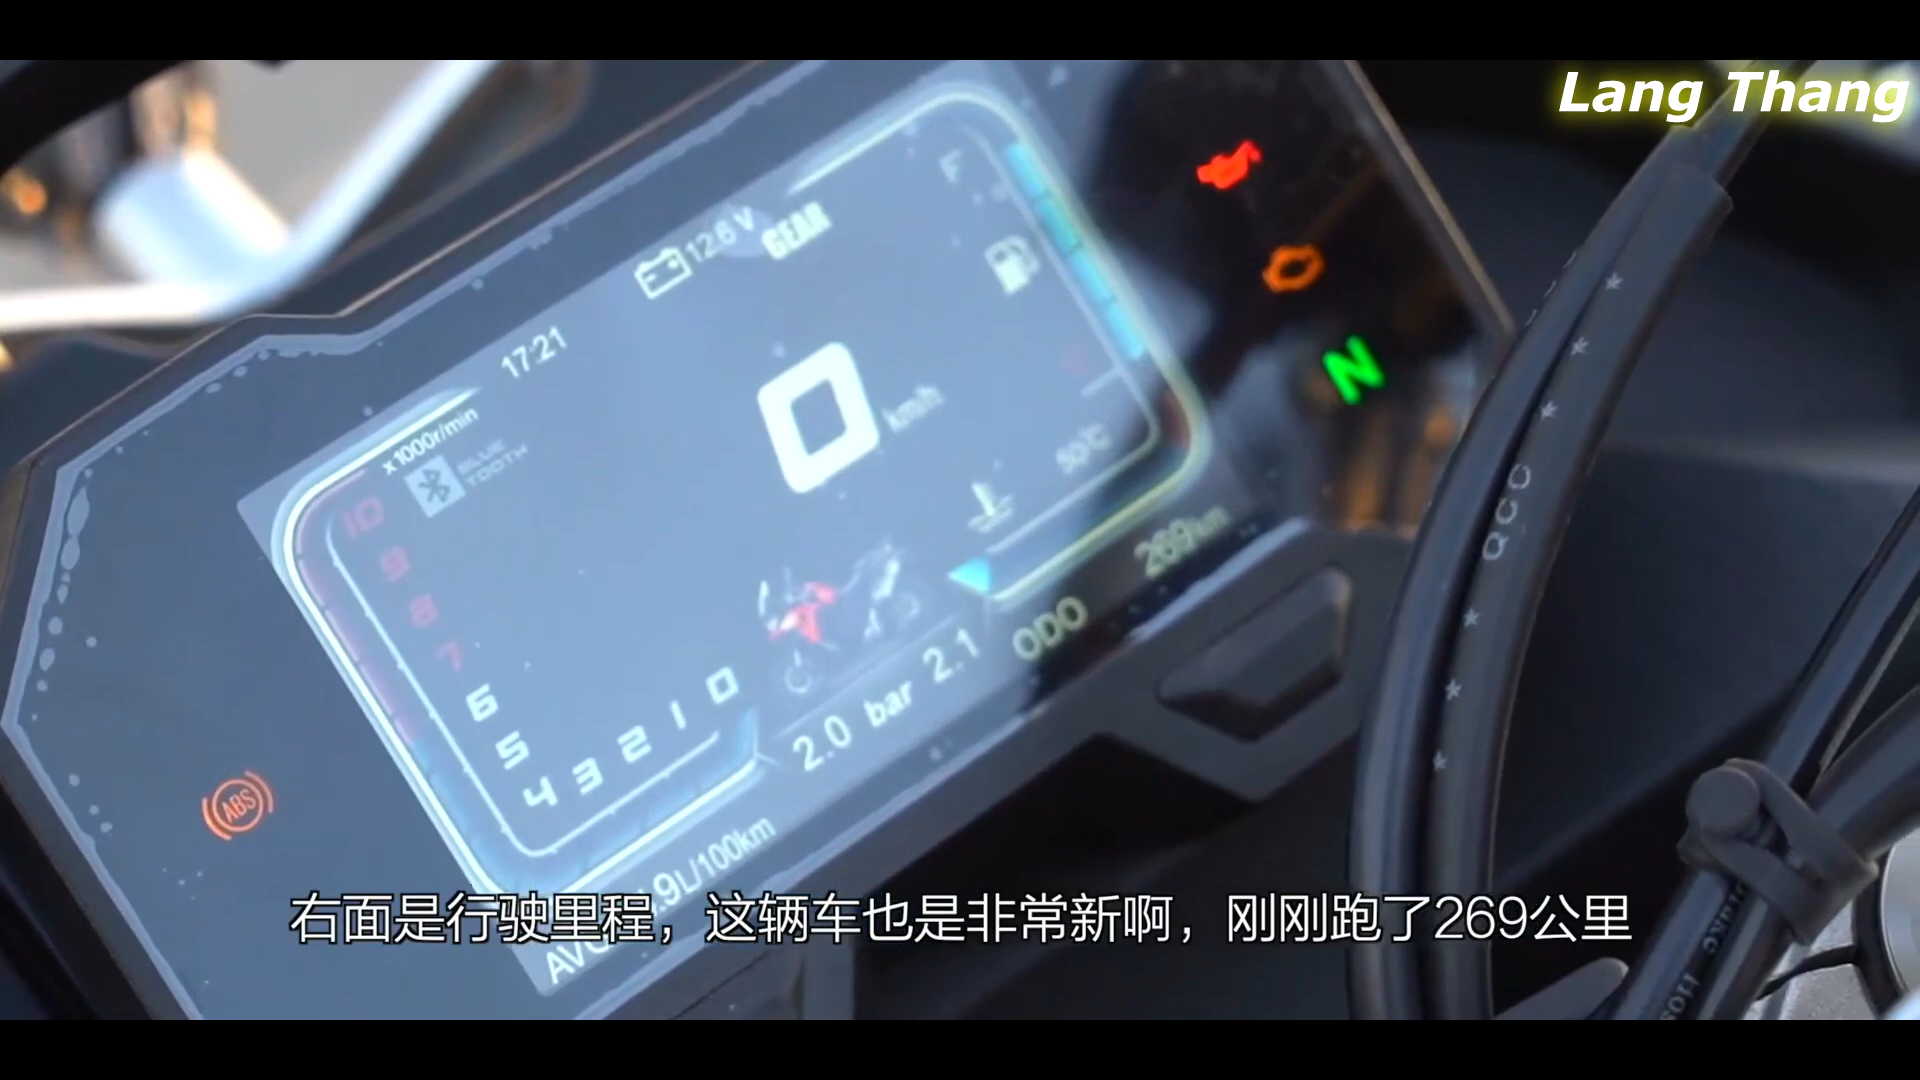 Lang Thang
12.6 V
GEAR
F
17:21
x1000r/min
BLUE
TOOTH
10
9
8
7
6
5
4 3 2 1 0
0 km/h
50℃
N
ABS
2.0 bar 2.1
ODO 269km
.9L/100km
QCC
右面是行驶里程，这辆车也是非常新啊，刚刚跑了269公里